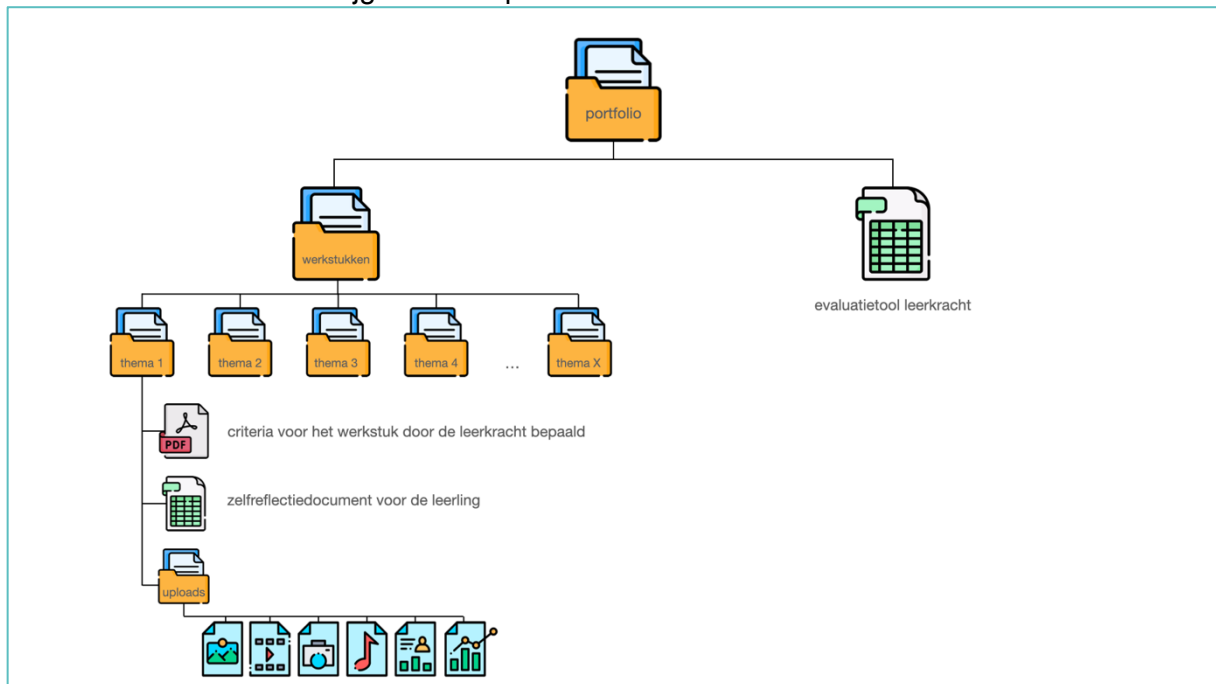 portfolio
werkstukken
evaluatietool leerkracht
thema 1
thema 2
thema 3
thema 4
...
thema X
PDF
criteria voor het werkstuk door de leerkracht bepaald
zelfreflectiedocument voor de leerling
uploads